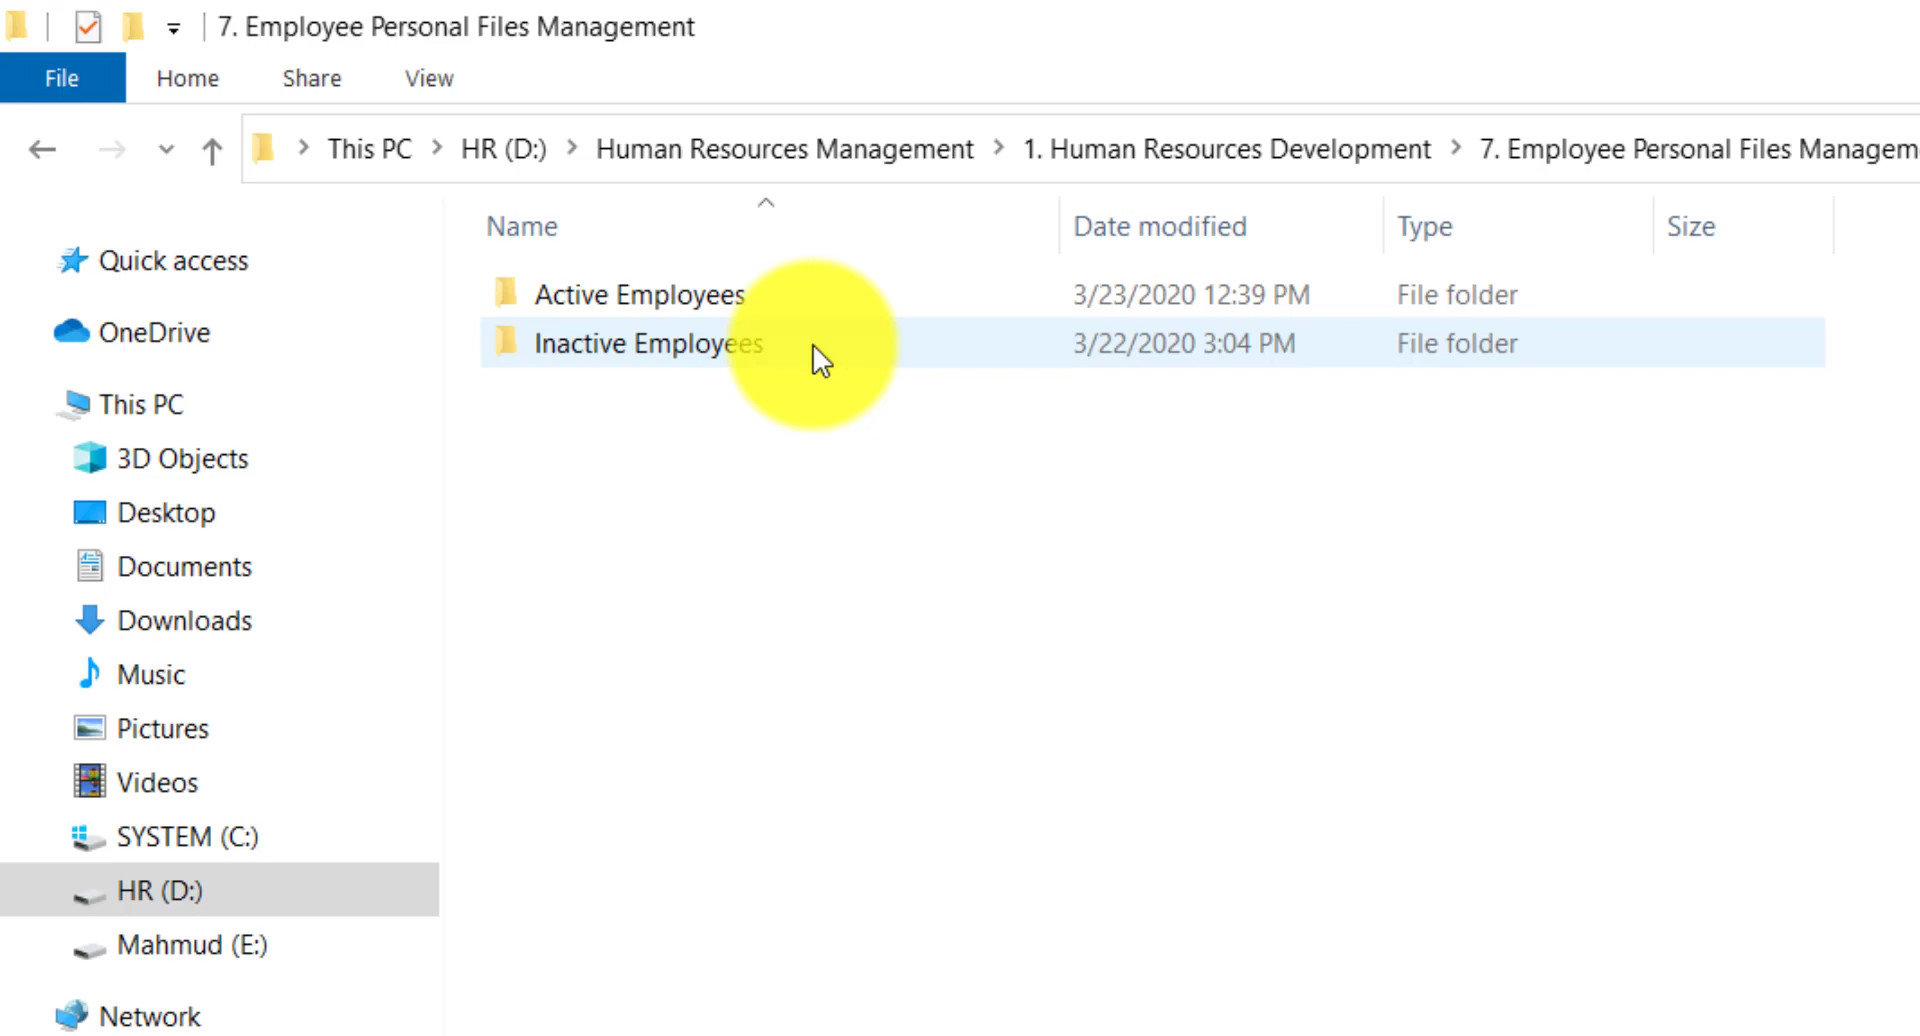 7. Employee Personal Files Management
File Home Share View
This PC > HR (D:) > Human Resources Management > 1. Human Resources Development > 7. Employee Personal Files Managem
Name Date modified Type Size
Quick access
Active Employees 3/23/2020 12:39 PM File folder
Inactive Employees 3/22/2020 3:04 PM File folder
OneDrive
This PC
3D Objects
Desktop
Documents
Downloads
Music
Pictures
Videos
SYSTEM (C:)
HR (D:)
Mahmud (E:)
Network